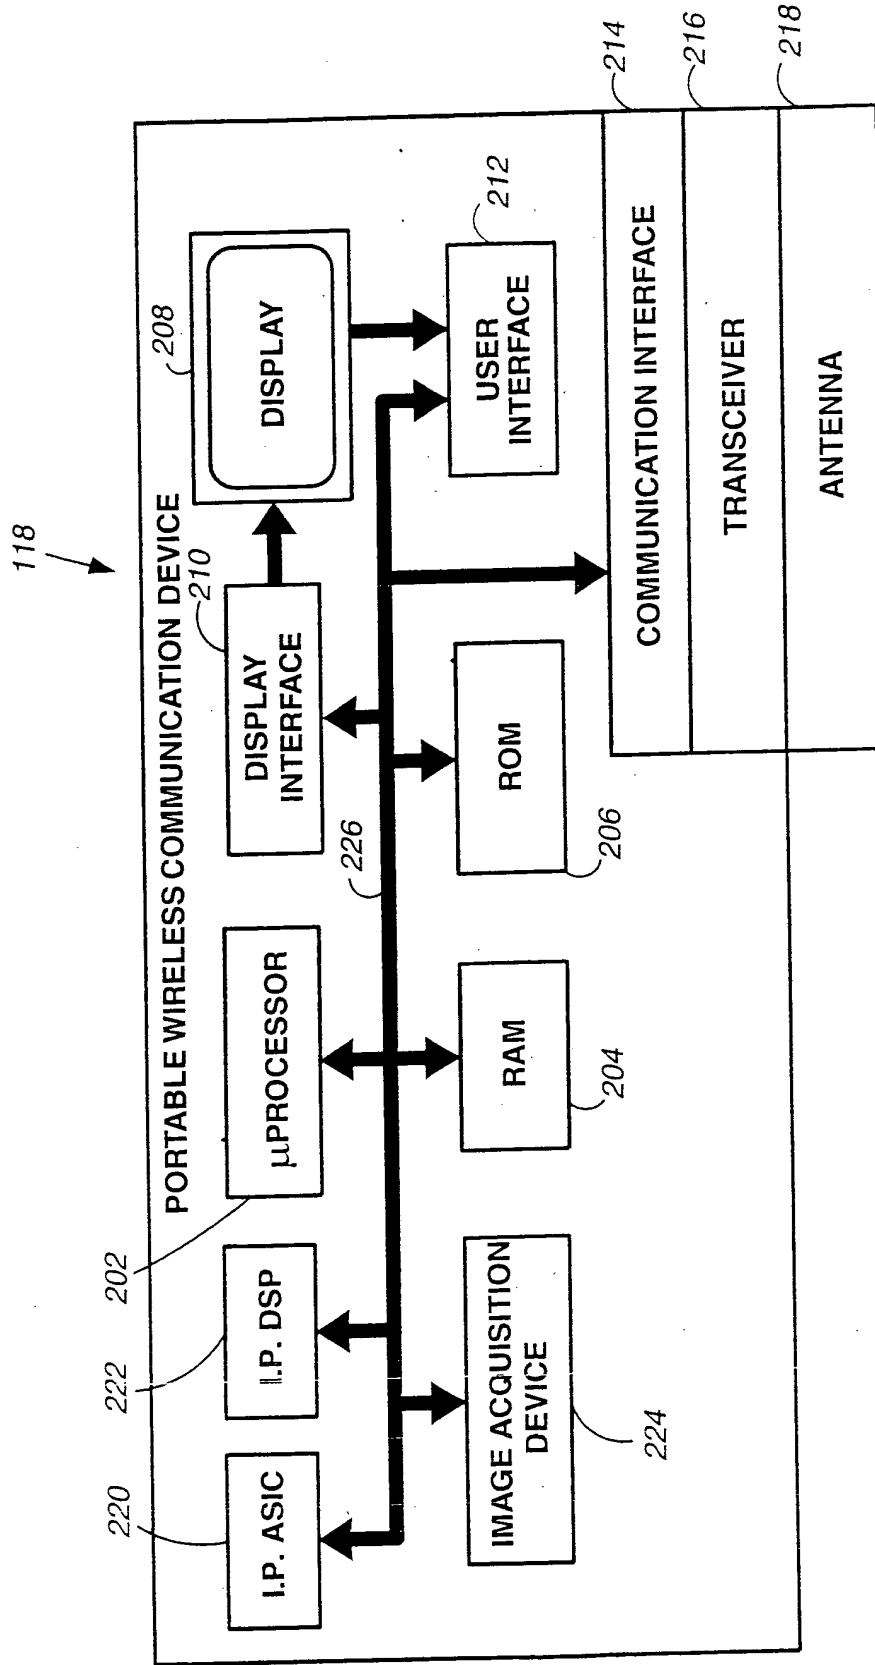 118
PORTABLE WIRELESS COMMUNICATION DEVICE
220
222
202
210
208
I.P. ASIC
I.P. DSP
µPROCESSOR
DISPLAY
INTERFACE
DISPLAY
226
212
IMAGE ACQUISITION
DEVICE
RAM
ROM
USER
INTERFACE
224
204
206
COMMUNICATION INTERFACE
214
TRANSCEIVER
216
ANTENNA
218